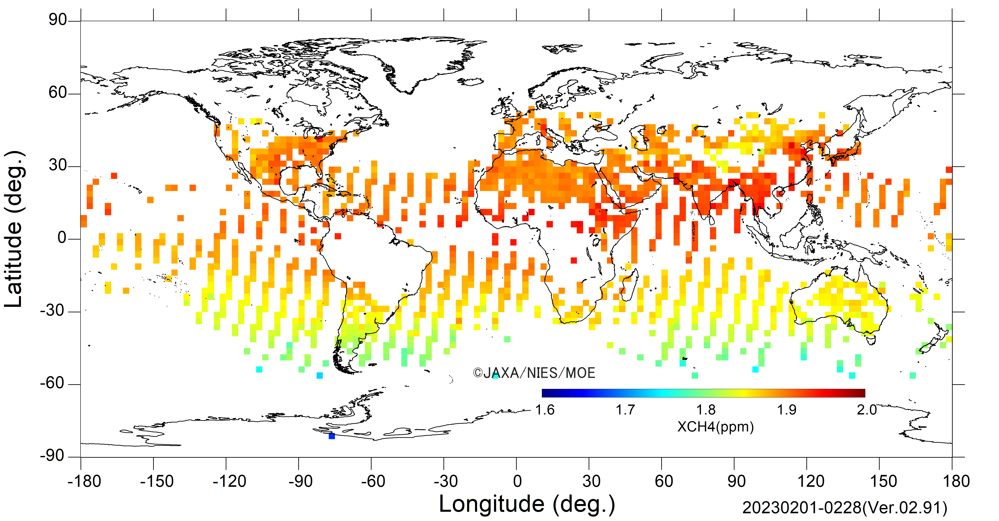 90
60
30
0
-30
-60
-90
Latitude (deg.)
©JAXA/NIES/MOE
1.6 1.7 1.8 1.9 2.0
XCH4(ppm)
-180 -150 -120 -90 -60 -30 0 30 60 90 120 150 180
Longitude (deg.)
20230201-0228(Ver.02.91)